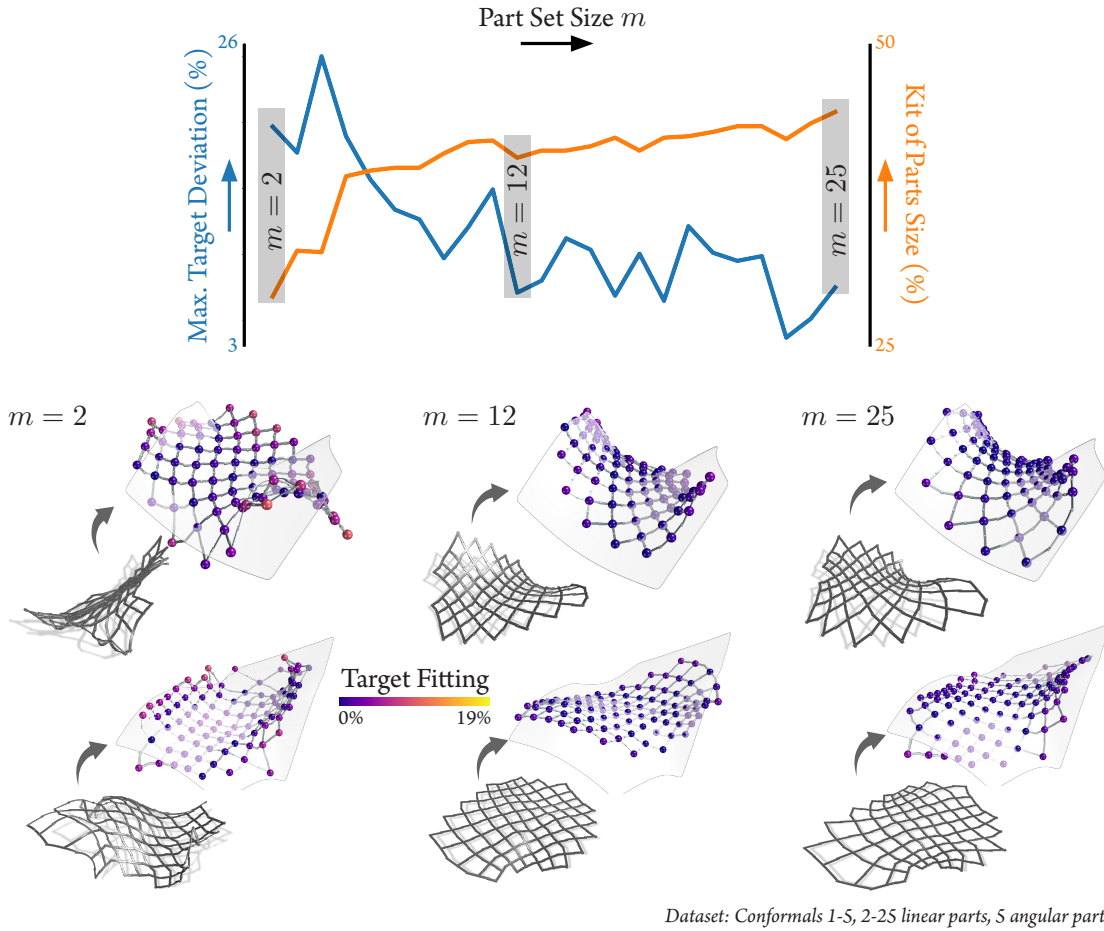 Part Set Size m
26
50
Max. Target Deviation (%)
Kit of Parts
Size (%)
m = 2
m = 12
m = 25
3
25
m = 2
m = 12
m = 25
Target Fitting
0%
19%
Dataset: Conformals 1-5, 2-25 linear parts, 5 angular part